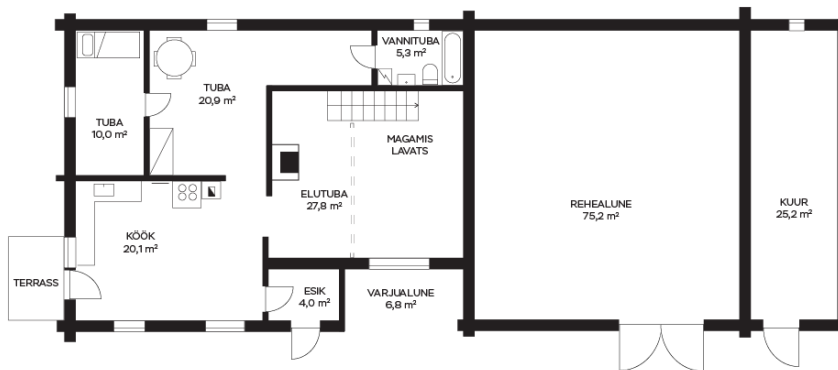 VANNITUBA
5,3 m²
TUBA
20,9 m²
TUBA
10,0 m²
MAGAMIS
LAVATS
ELUTUBA
27,8 m²
REHEALUNE
75,2 m²
KUUR
25,2 m²
KÖÖK
20,1 m²
TERRASS
ESIK
4,0 m²
VARJUALUNE
6,8 m²